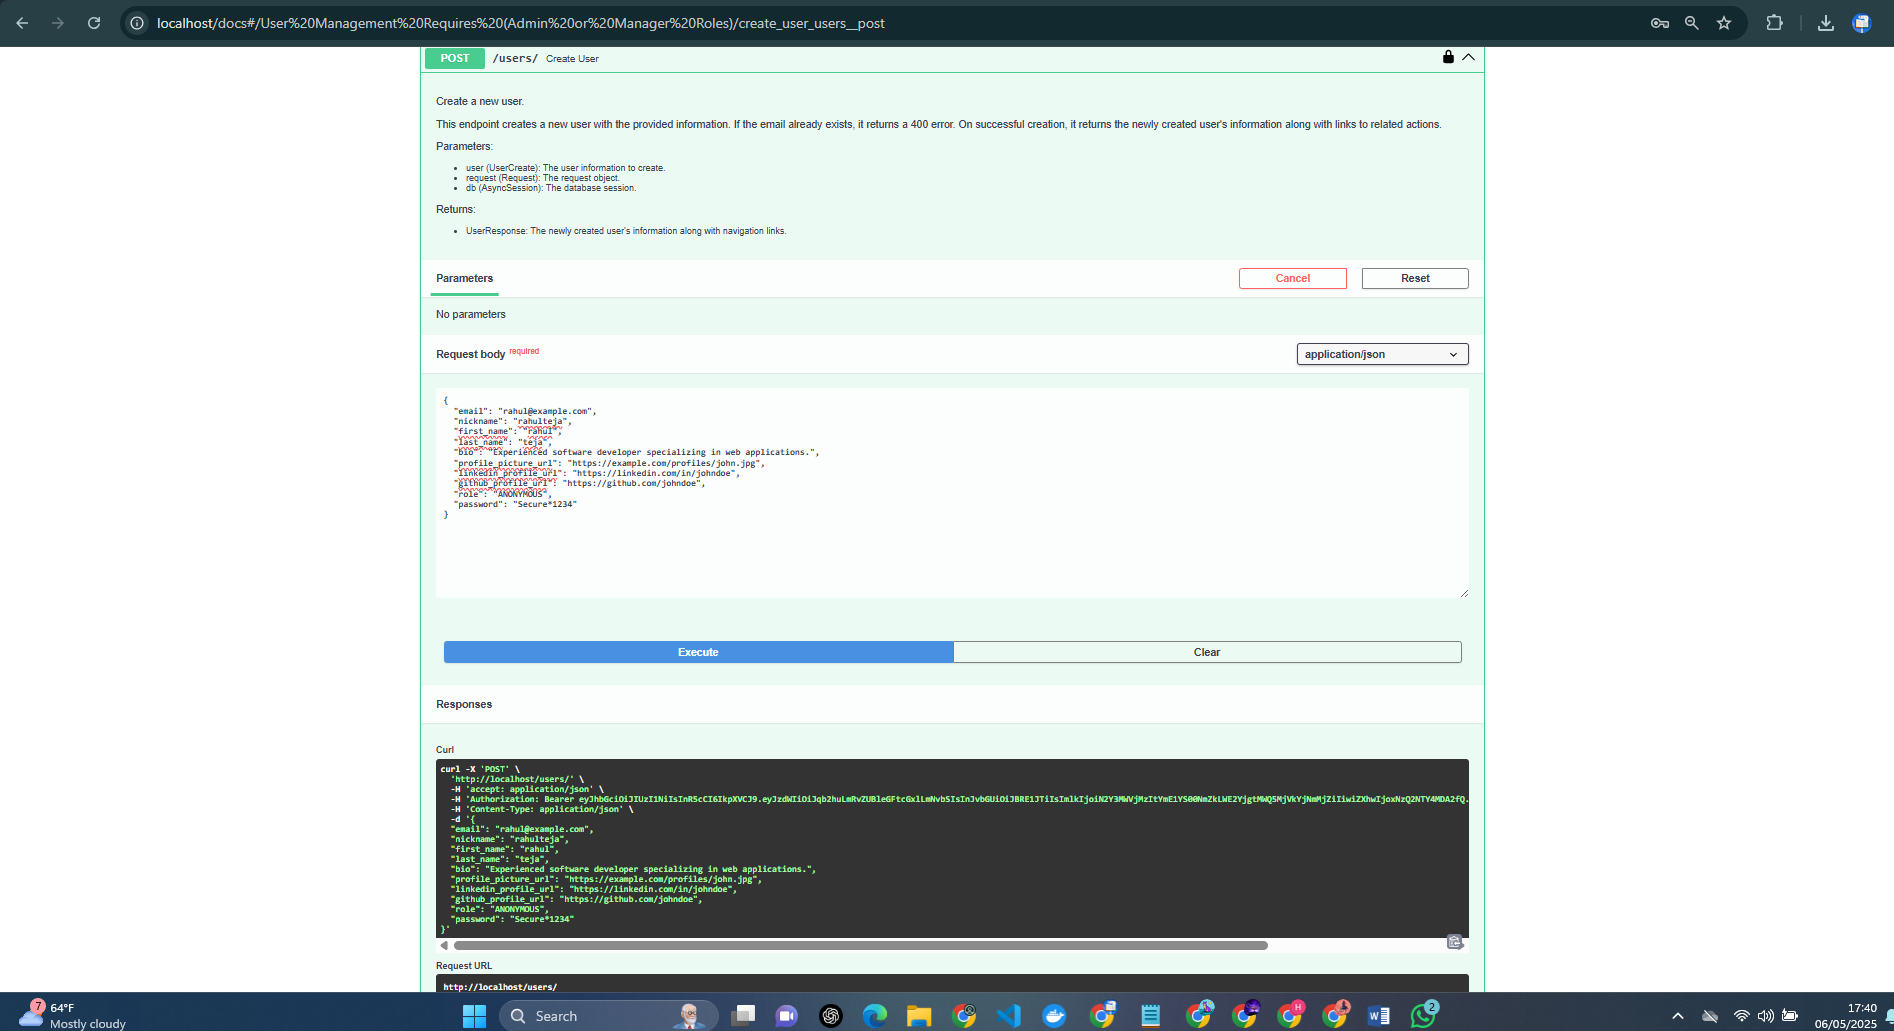 localhost/docs#/User%20Management%20Requires%20(Admin%20or%20Manager%20Roles)/create_user_users__post
POST /users/ Create User
Create a new user.
This endpoint creates a new user with the provided information. If the email already exists, it returns a 400 error. On successful creation, it returns the newly created user's information along with links to related actions.
Parameters:
• user (UserCreate): The user information to create.
• request (Request): The request object.
• db (AsyncSession): The database session.
Returns:
• UserResponse: The newly created user's information along with navigation links.
Parameters Cancel Reset
No parameters
Request body required application/json
{
"email": "rahul@example.com",
"nickname": "rahulteja",
"first_name": "rahul",
"last_name": "teja",
"bio": "Experienced software developer specializing in web applications.",
"profile_picture_url": "https://example.com/profiles/john.jpg",
"linkedin_profile_url": "https://linkedin.com/in/johndoe",
"github_profile_url": "https://github.com/johndoe",
"role": "ANONYMOUS",
"password": "Secure*1234"
}
Execute Clear
Responses
Curl
curl -X 'POST' \
'http://localhost/users/' \
-H 'accept: application/json' \
-H 'Authorization: Bearer
-H 'Content-Type: application/json' \
-d '{
"email": "rahul@example.com",
"nickname": "rahulteja",
"first_name": "rahul",
"last_name": "teja",
"bio": "Experienced software developer specializing in web applications.",
"profile_picture_url": "https://example.com/profiles/john.jpg",
"linkedin_profile_url": "https://linkedin.com/in/johndoe",
"github_profile_url": "https://github.com/johndoe",
"role": "ANONYMOUS",
"password": "Secure*1234"
}'
Request URL
http://localhost/users/
7
64°F
Mostly cloudy
Search
H
W
2
17:40
06/05/2025